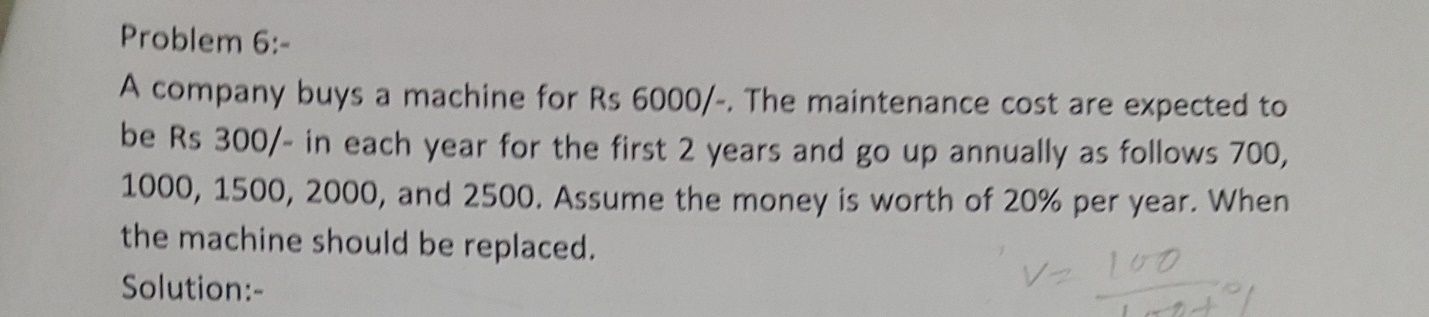 Problem 6:-
A company buys a machine for Rs 6000/-. The maintenance cost are expected to
be Rs 300/- in each year for the first 2 years and go up annually as follows 700,
1000, 1500, 2000, and 2500. Assume the money is worth of 20% per year. When
the machine should be replaced.
Solution:-
V= 100